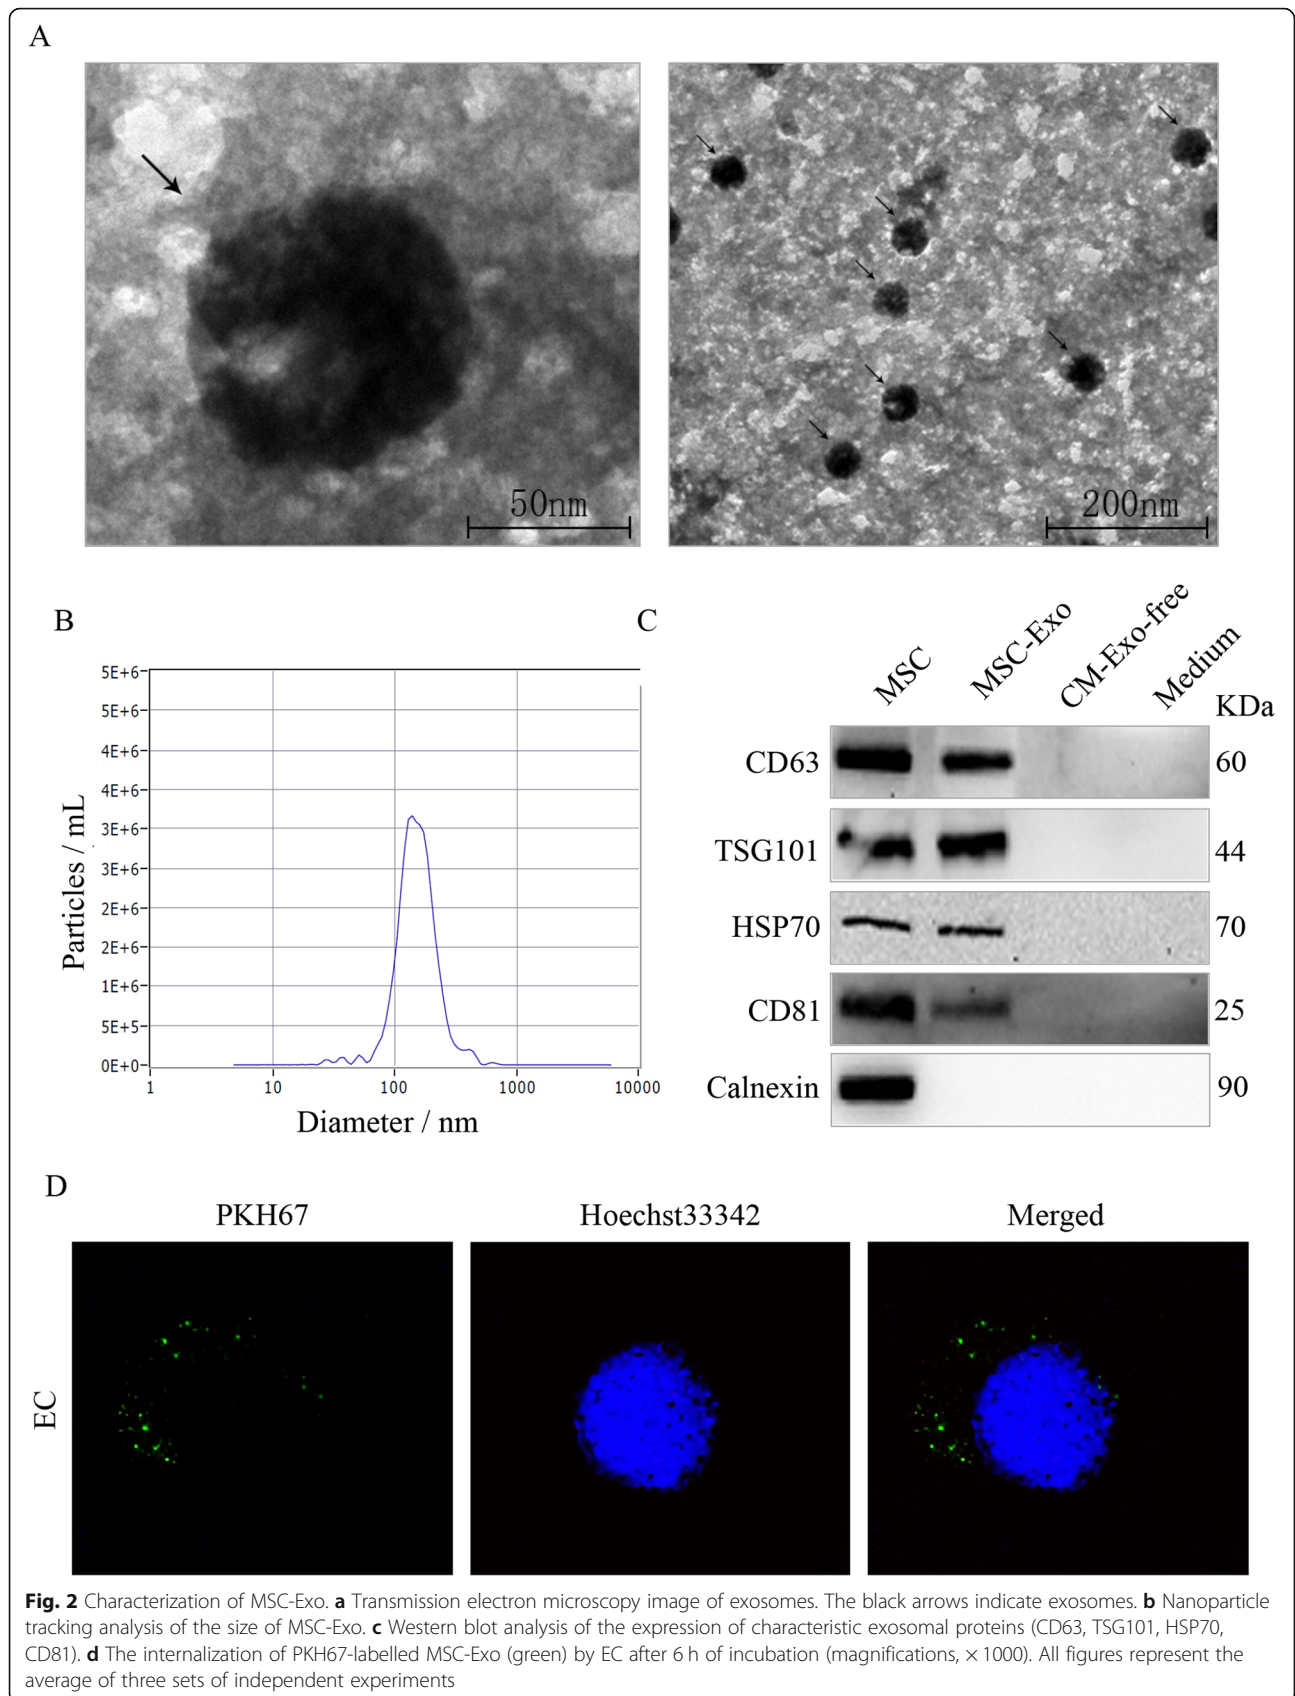 A
50nm
200nm
B
5E+6
5E+6
4E+6
4E+6
3E+6
3E+6
2E+6
2E+6
1E+6
5E+5
0E+0
1 10 100 1000 10000
Particles / mL
Diameter / nm
C
MSC MSC-Exo CM-Exo-free Medium
KDa
CD63 60
TSG101 44
HSP70 70
CD81 25
Calnexin 90
D
PKH67 Hoechst33342 Merged
EC
Fig. 2 Characterization of MSC-Exo. a Transmission electron microscopy image of exosomes. The black arrows indicate exosomes. b Nanoparticle
tracking analysis of the size of MSC-Exo. c Western blot analysis of the expression of characteristic exosomal proteins (CD63, TSG101, HSP70,
CD81). d The internalization of PKH67-labelled MSC-Exo (green) by EC after 6 h of incubation (magnifications, × 1000). All figures represent the
average of three sets of independent experiments